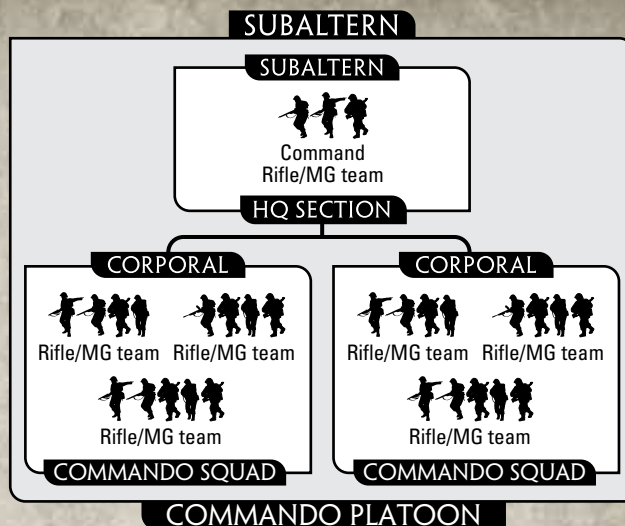 SUBALTERN
SUBALTERN
Command
Rifle/MG team
HQ SECTION
CORPORAL
Rifle/MG team Rifle/MG team
Rifle/MG team
COMMANDO SQUAD
CORPORAL
Rifle/MG team Rifle/MG team
Rifle/MG team
COMMANDO SQUAD
COMMANDO PLATOON